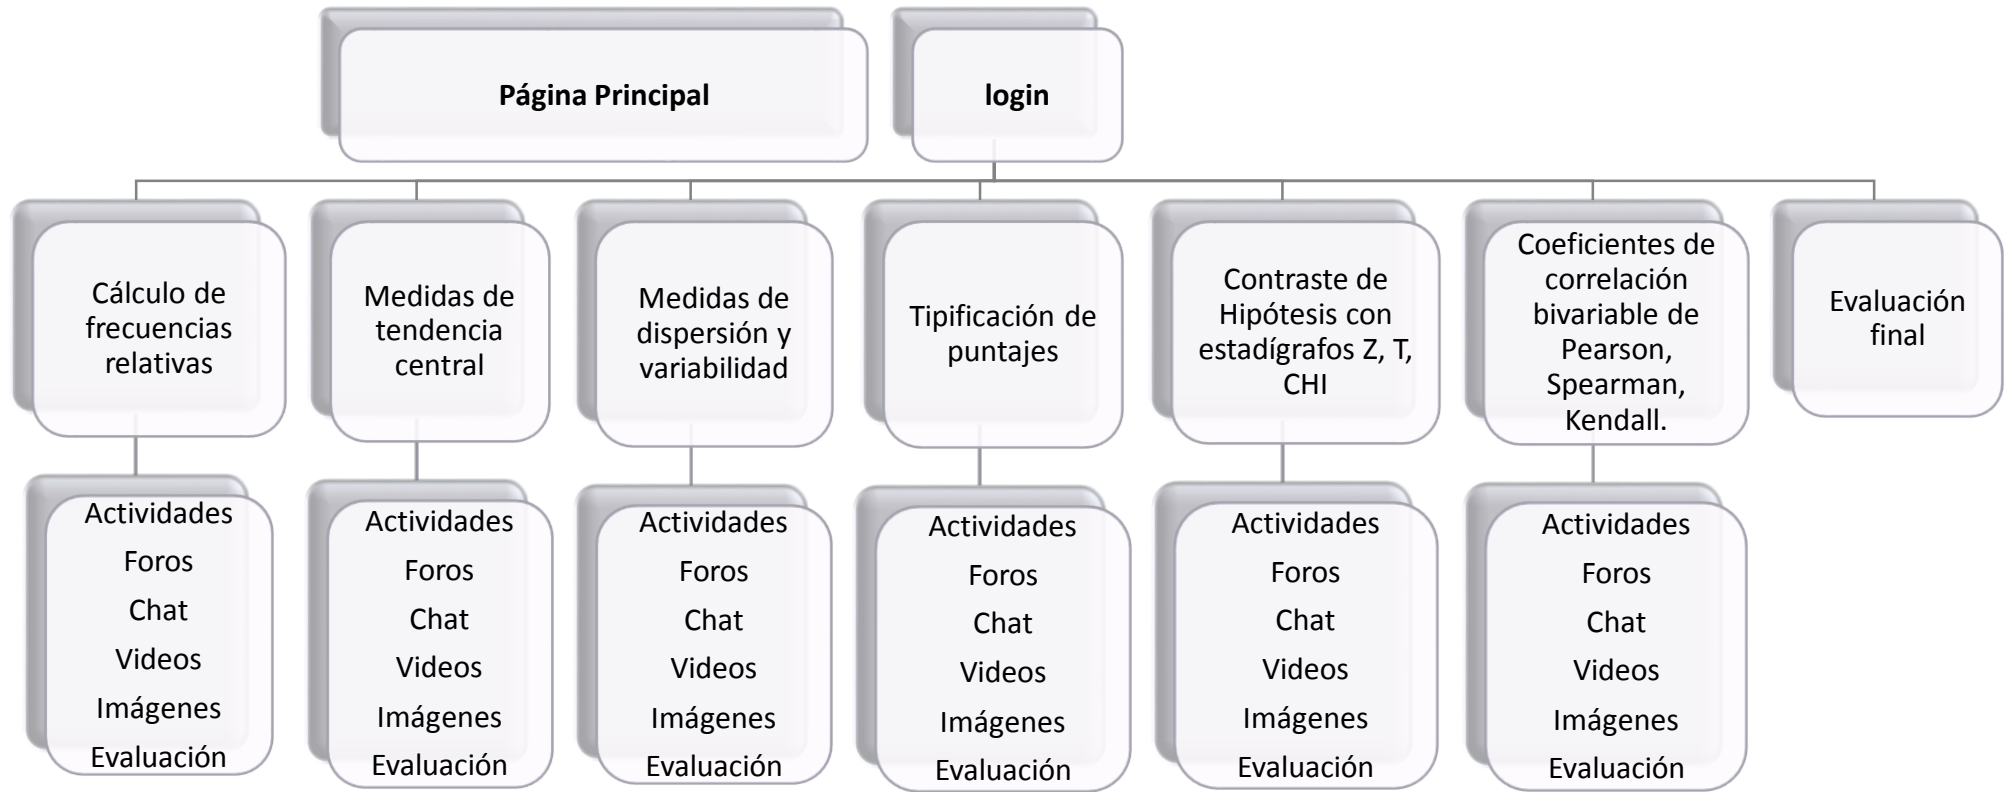 Página Principal
login
Cálculo de
frecuencias
relativas
Medidas de
tendencia
central
Medidas de
dispersión y
variabilidad
Tipificación de
puntajes
Contraste de
Hipótesis con
estadígrafos Z, T,
CHI
Coeficientes de
correlación
bivariable de
Pearson,
Spearman,
Kendall.
Evaluación
final
Actividades
Foros
Chat
Videos
Imágenes
Evaluación
Actividades
Foros
Chat
Videos
Imágenes
Evaluación
Actividades
Foros
Chat
Videos
Imágenes
Evaluación
Actividades
Foros
Chat
Videos
Imágenes
Evaluación
Actividades
Foros
Chat
Videos
Imágenes
Evaluación
Actividades
Foros
Chat
Videos
Imágenes
Evaluación